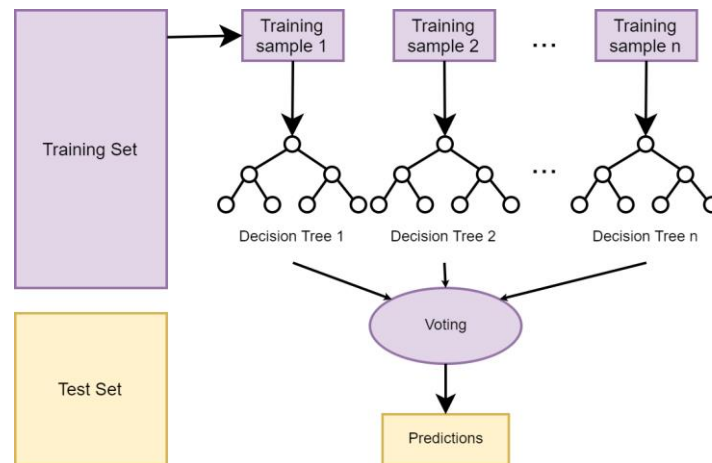 Training Set
Training
sample 1
Training
sample 2
...
Training
sample n
...
Decision Tree 1
Decision Tree 2
Decision Tree n
Voting
Test Set
Predictions